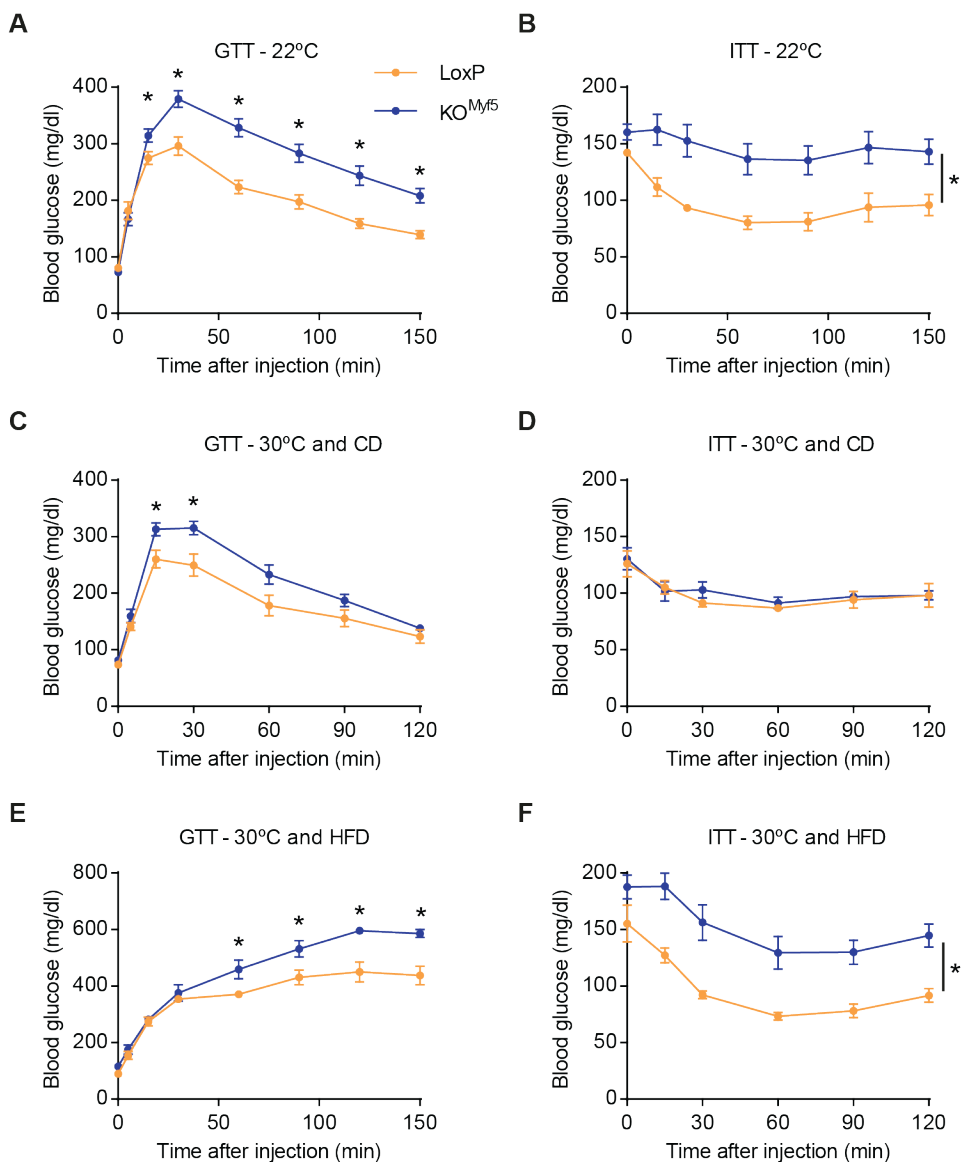 A
GTT - 22ºC
LoxP
KO^Myf5
400
300
200
100
0
Blood glucose (mg/dl)
* * * * * * *
0 50 100 150
Time after injection (min)
B
ITT - 22ºC
200
150
100
50
0
Blood glucose (mg/dl)
*
0 50 100 150
Time after injection (min)
C
GTT - 30ºC and CD
400
300
200
100
0
Blood glucose (mg/dl)
* *
0 30 60 90 120
Time after injection (min)
D
ITT - 30ºC and CD
200
150
100
50
0
Blood glucose (mg/dl)
0 30 60 90 120
Time after injection (min)
E
GTT - 30ºC and HFD
800
600
400
200
0
Blood glucose (mg/dl)
* * * *
0 50 100 150
Time after injection (min)
F
ITT - 30ºC and HFD
200
150
100
50
0
Blood glucose (mg/dl)
*
0 30 60 90 120
Time after injection (min)